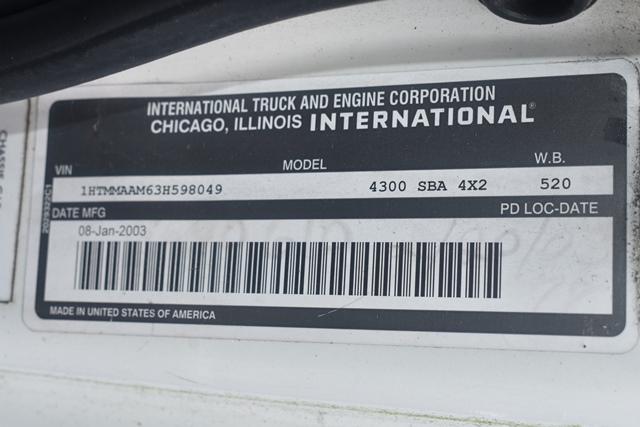 INTERNATIONAL TRUCK AND ENGINE CORPORATION
CHICAGO, ILLINOIS INTERNATIONAL®
VIN MODEL W.B.
1HTMMAAM63H598049 4300 SBA 4X2 520
DATE MFG PD LOC-DATE
08-Jan-2003
MADE IN UNITED STATES OF AMERICA
2079322C1